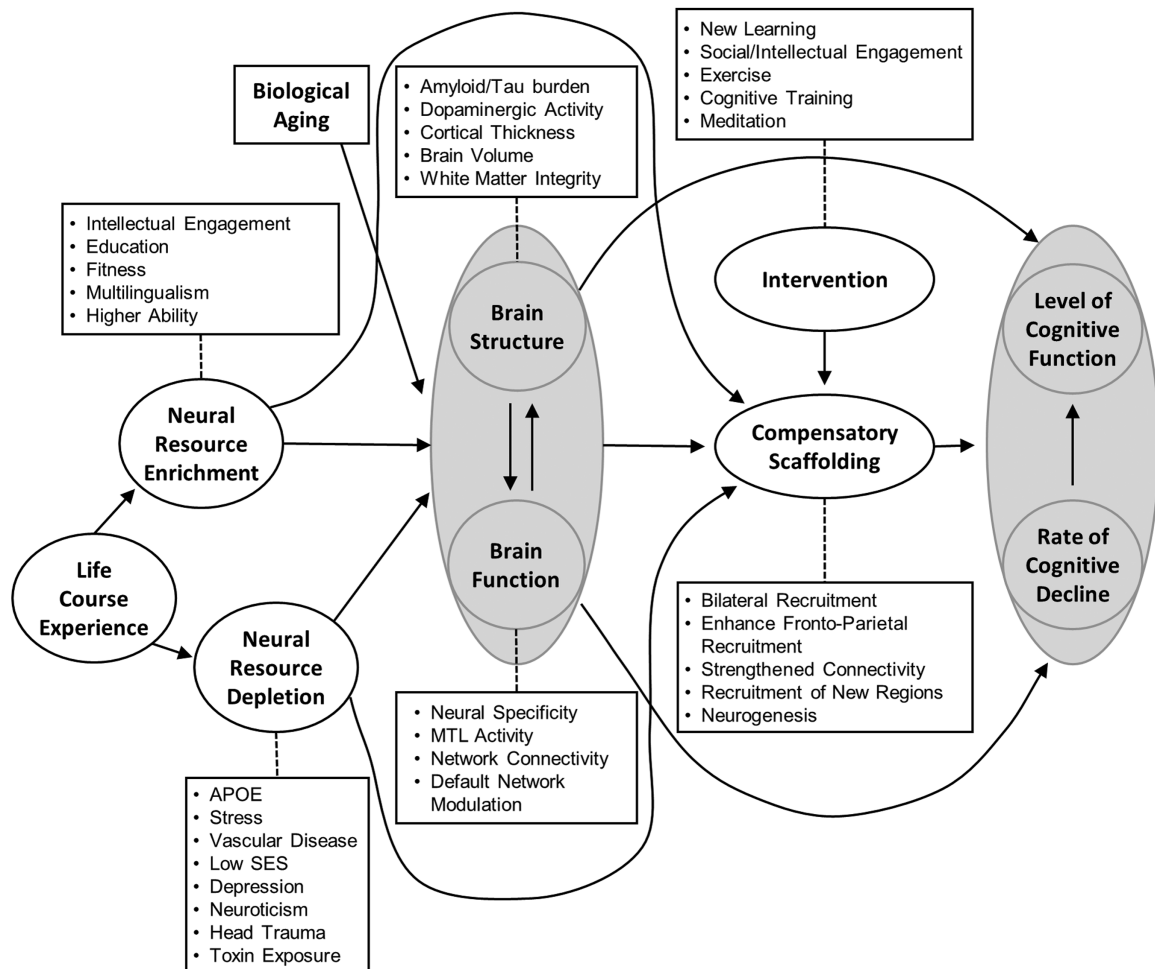 • New Learning
• Social/Intellectual Engagement
• Exercise
• Cognitive Training
• Meditation
Biological
Aging
• Amyloid/Tau burden
• Dopaminergic Activity
• Cortical Thickness
• Brain Volume
• White Matter Integrity
• Intellectual Engagement
• Education
• Fitness
• Multilingualism
• Higher Ability
Brain
Structure
Intervention
Level of
Cognitive
Function
Neural
Resource
Enrichment
Compensatory
Scaffolding
Life
Course
Experience
Brain
Function
Rate of
Cognitive
Decline
Neural
Resource
Depletion
• Bilateral Recruitment
• Enhance Fronto-Parietal
Recruitment
• Strengthened Connectivity
• Recruitment of New Regions
• Neurogenesis
• Neural Specificity
• MTL Activity
• Network Connectivity
• Default Network
Modulation
• APOE
• Stress
• Vascular Disease
• Low SES
• Depression
• Neuroticism
• Head Trauma
• Toxin Exposure